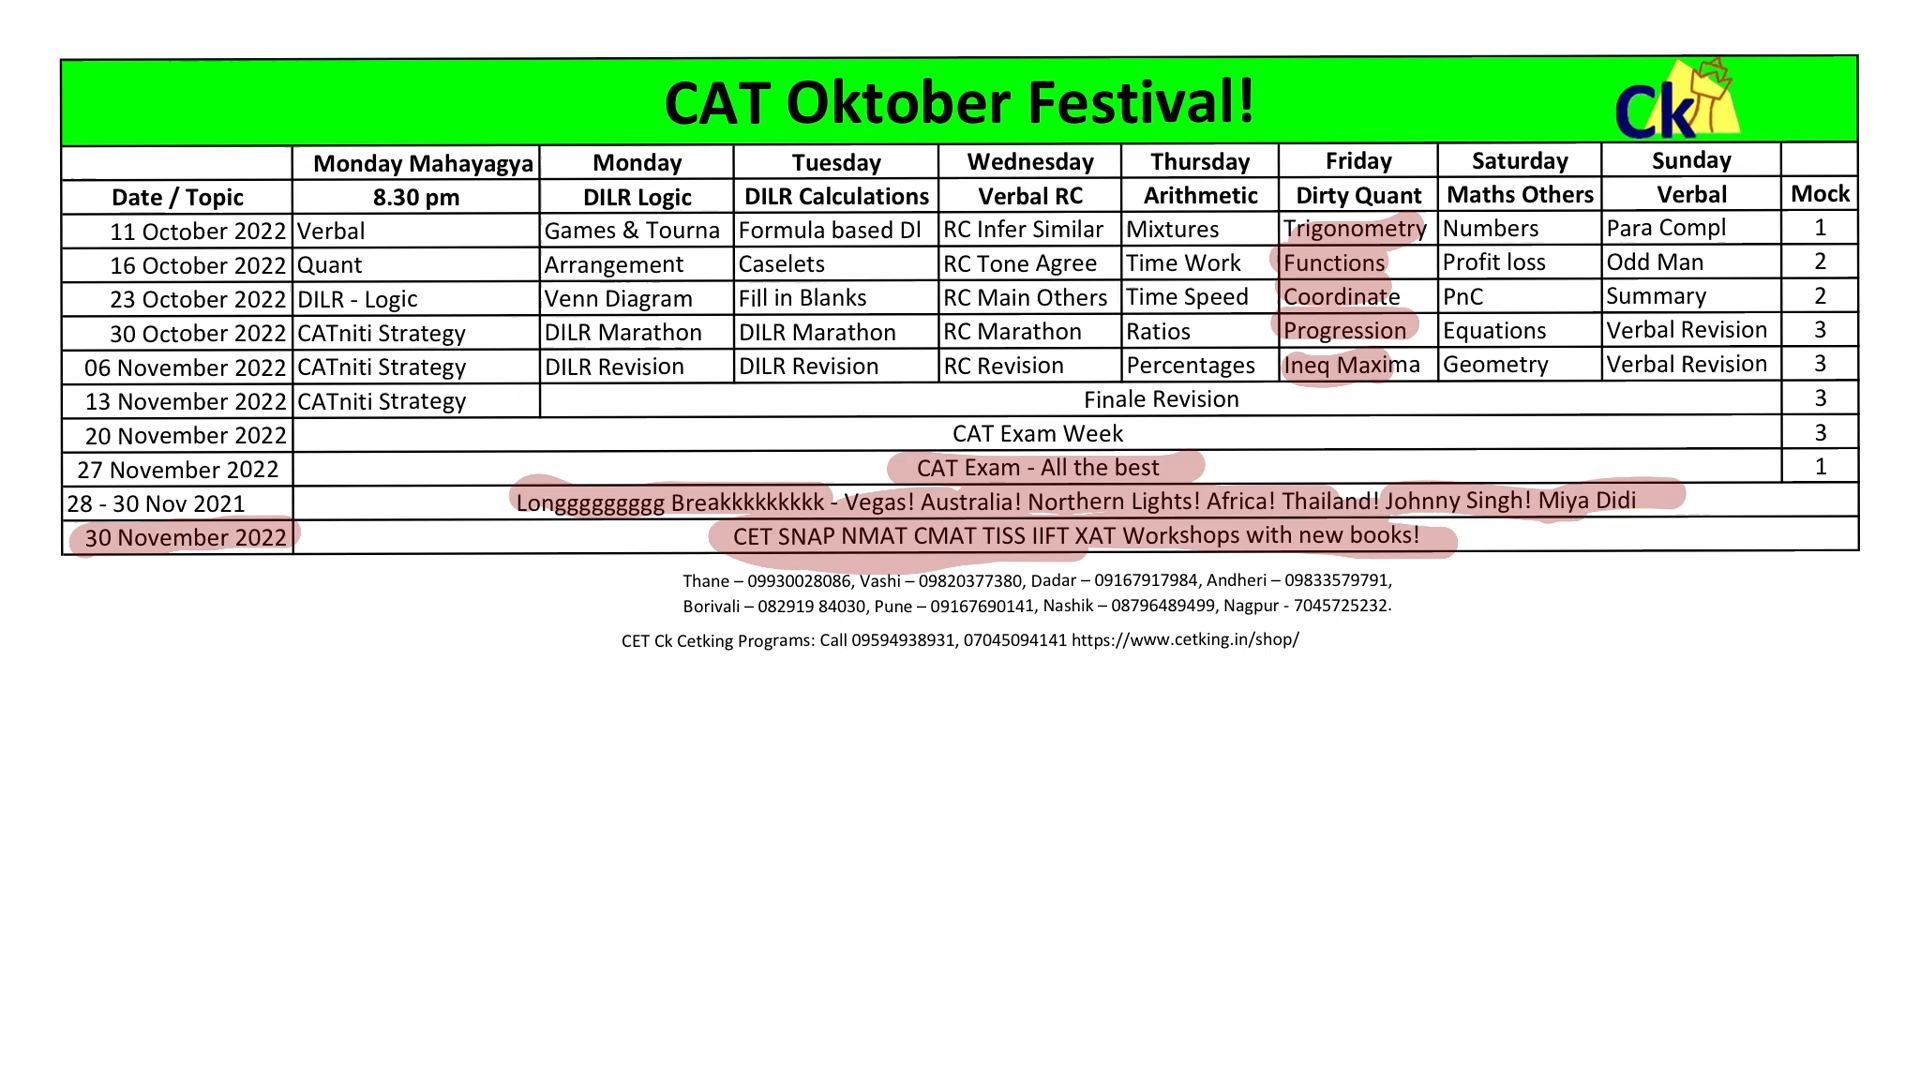 CAT Oktober Festival!
Ck
Monday Mahayagya Monday Tuesday Wednesday Thursday Friday Saturday Sunday
Date / Topic 8.30 pm DILR Logic DILR Calculations Verbal RC Arithmetic Dirty Quant Maths Others Verbal Mock
11 October 2022 Verbal Games & Tourna Formula based DI RC Infer Similar Mixtures Trigonometry Numbers Para Compl 1
16 October 2022 Quant Arrangement Caselets RC Tone Agree Time Work Functions Profit loss Odd Man 2
23 October 2022 DILR - Logic Venn Diagram Fill in Blanks RC Main Others Time Speed Coordinate PnC Summary 2
30 October 2022 CATniti Strategy DILR Marathon DILR Marathon RC Marathon Ratios Progression Equations Verbal Revision 3
06 November 2022 CATniti Strategy DILR Revision DILR Revision RC Revision Percentages Ineq Maxima Geometry Verbal Revision 3
13 November 2022 CATniti Strategy Finale Revision 3
20 November 2022 CAT Exam Week 3
27 November 2022 CAT Exam - All the best 1
28 - 30 Nov 2021 Longggggggggg Breakkkkkkkkk - Vegas! Australia! Northern Lights! Africa! Thailand! Johnny Singh! Miya Didi
30 November 2022 CET SNAP NMAT CMAT TISS IIFT XAT Workshops with new books!
Thane – 09930028086, Vashi – 09820377380, Dadar – 09167917984, Andheri – 09833579791,
Borivali – 082919 84030, Pune – 09167690141, Nashik – 08796489499, Nagpur - 7045725232.
CET Ck Cetking Programs: Call 09594938931, 07045094141 https://www.cetking.in/shop/